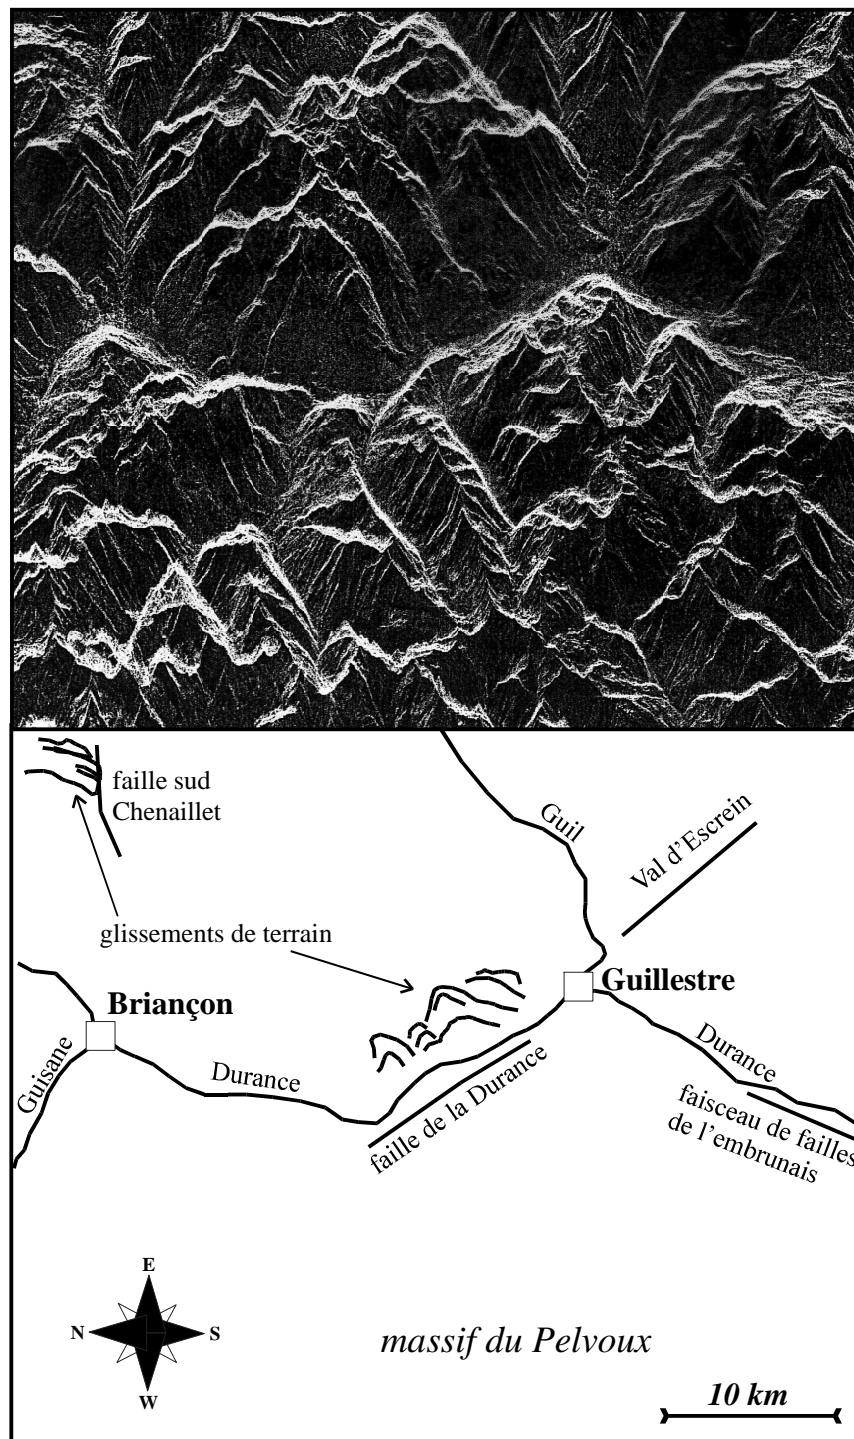 faille sud
Chenaillet
Guil
Val d'Escrein
glissements de terrain
Guillestre
Briançon
Guisane
Durance
Durance
faille de la Durance
faisceau de failles
de l'embrunais
E
N
S
W
massif du Pelvoux
10 km